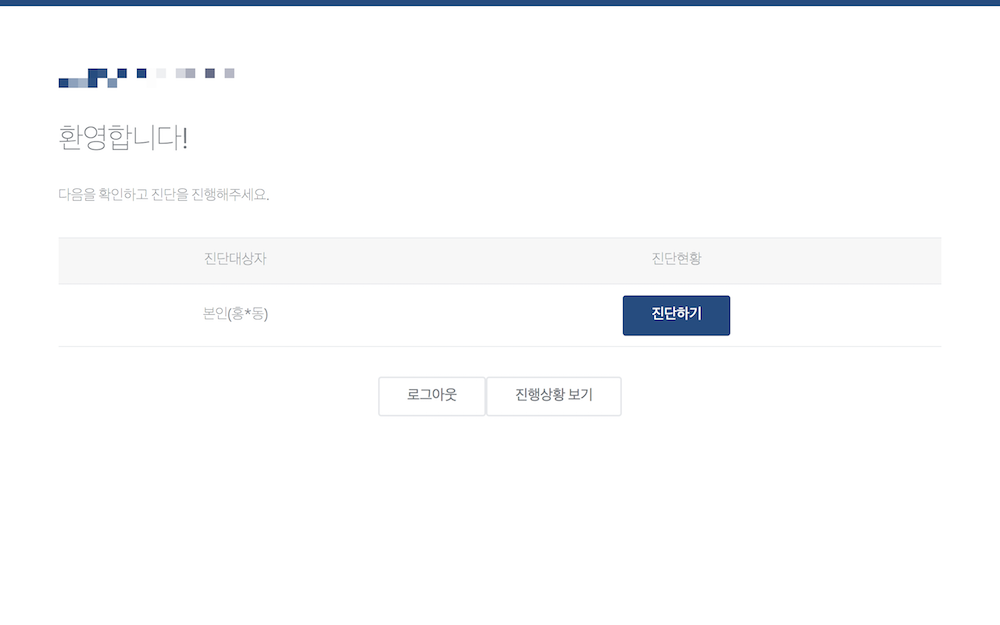 환영합니다!
다음을 확인하고 진단을 진행해주세요.
진단대상자 진단현황
본인(홍*동) 진단하기
로그아웃 진행상황 보기